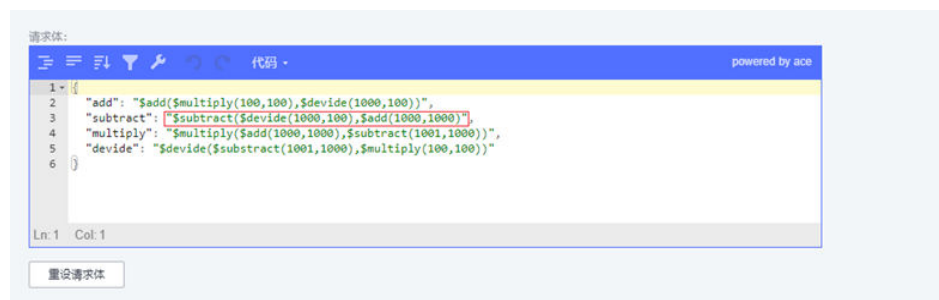 请求体:
代码
powered by ace
1 {
2 "add": "$add($multiply(100,100),$devide(1000,100))",
3 "subtract": "$subtract($devide(1000,100),$add(1000,1000)",
4 "multiply": "$multiply($add(1000,1000),$subtract(1001,1000))",
5 "devide": "$devide($substract(1001,1000),$multiply(100,100))"
6 }
Ln: 1 Col: 1
重设请求体